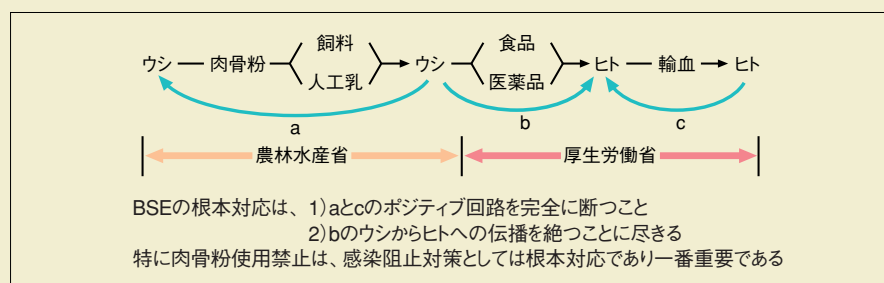 飼料 食品
ウシ 肉骨粉 ウシ ヒト 輸血 ヒト
人工乳 医薬品
a b c
農林水産省 厚生労働省
BSEの根本対応は、1)aとcのポジティブ回路を完全に断つこと
2)bのウシからヒトへの伝播を絶つことに尽きる
特に肉骨粉使用禁止は、感染阻止対策としては根本対応であり一番重要である